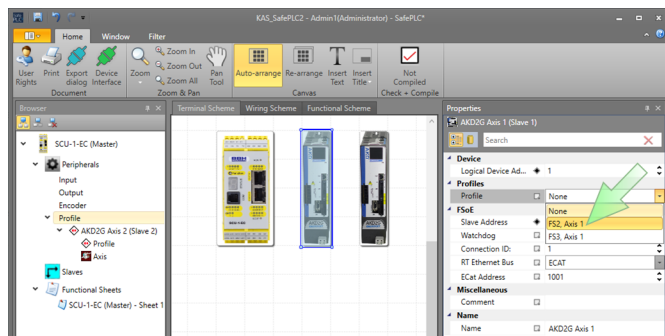 KAS_SafePLC2 - Admin1(Administrator) - SafePLC*
Home Window Filter
User Rights
Print
Export dialog
Device Interface
Document
Zoom
Zoom In
Zoom Out
Zoom All
Pan Tool
Zoom & Pan
Auto-arrange
Re-arrange
Insert Text
Insert Title
Canvas
Not Compiled
Check + Compile
Browser
SCU-1-EC (Master)
Peripherals
Input
Output
Encoder
Profile
AKD2G Axis 2 (Slave 2)
Profile
Axis
Slaves
Functional Sheets
SCU-1-EC (Master) - Sheet 1
Terminal Scheme Wiring Scheme Functional Scheme
Properties
AKD2G Axis 1 (Slave 1)
Search
Device
Logical Device Ad... 1
Profiles
Profile None
None
FS2, Axis 1
FS3, Axis 1
FSoE
Slave Address
Watchdog
Connection ID: 1
RT Ethernet Bus ECAT
ECat Address 1001
Miscellaneous
Comment
Name
Name AKD2G Axis 1